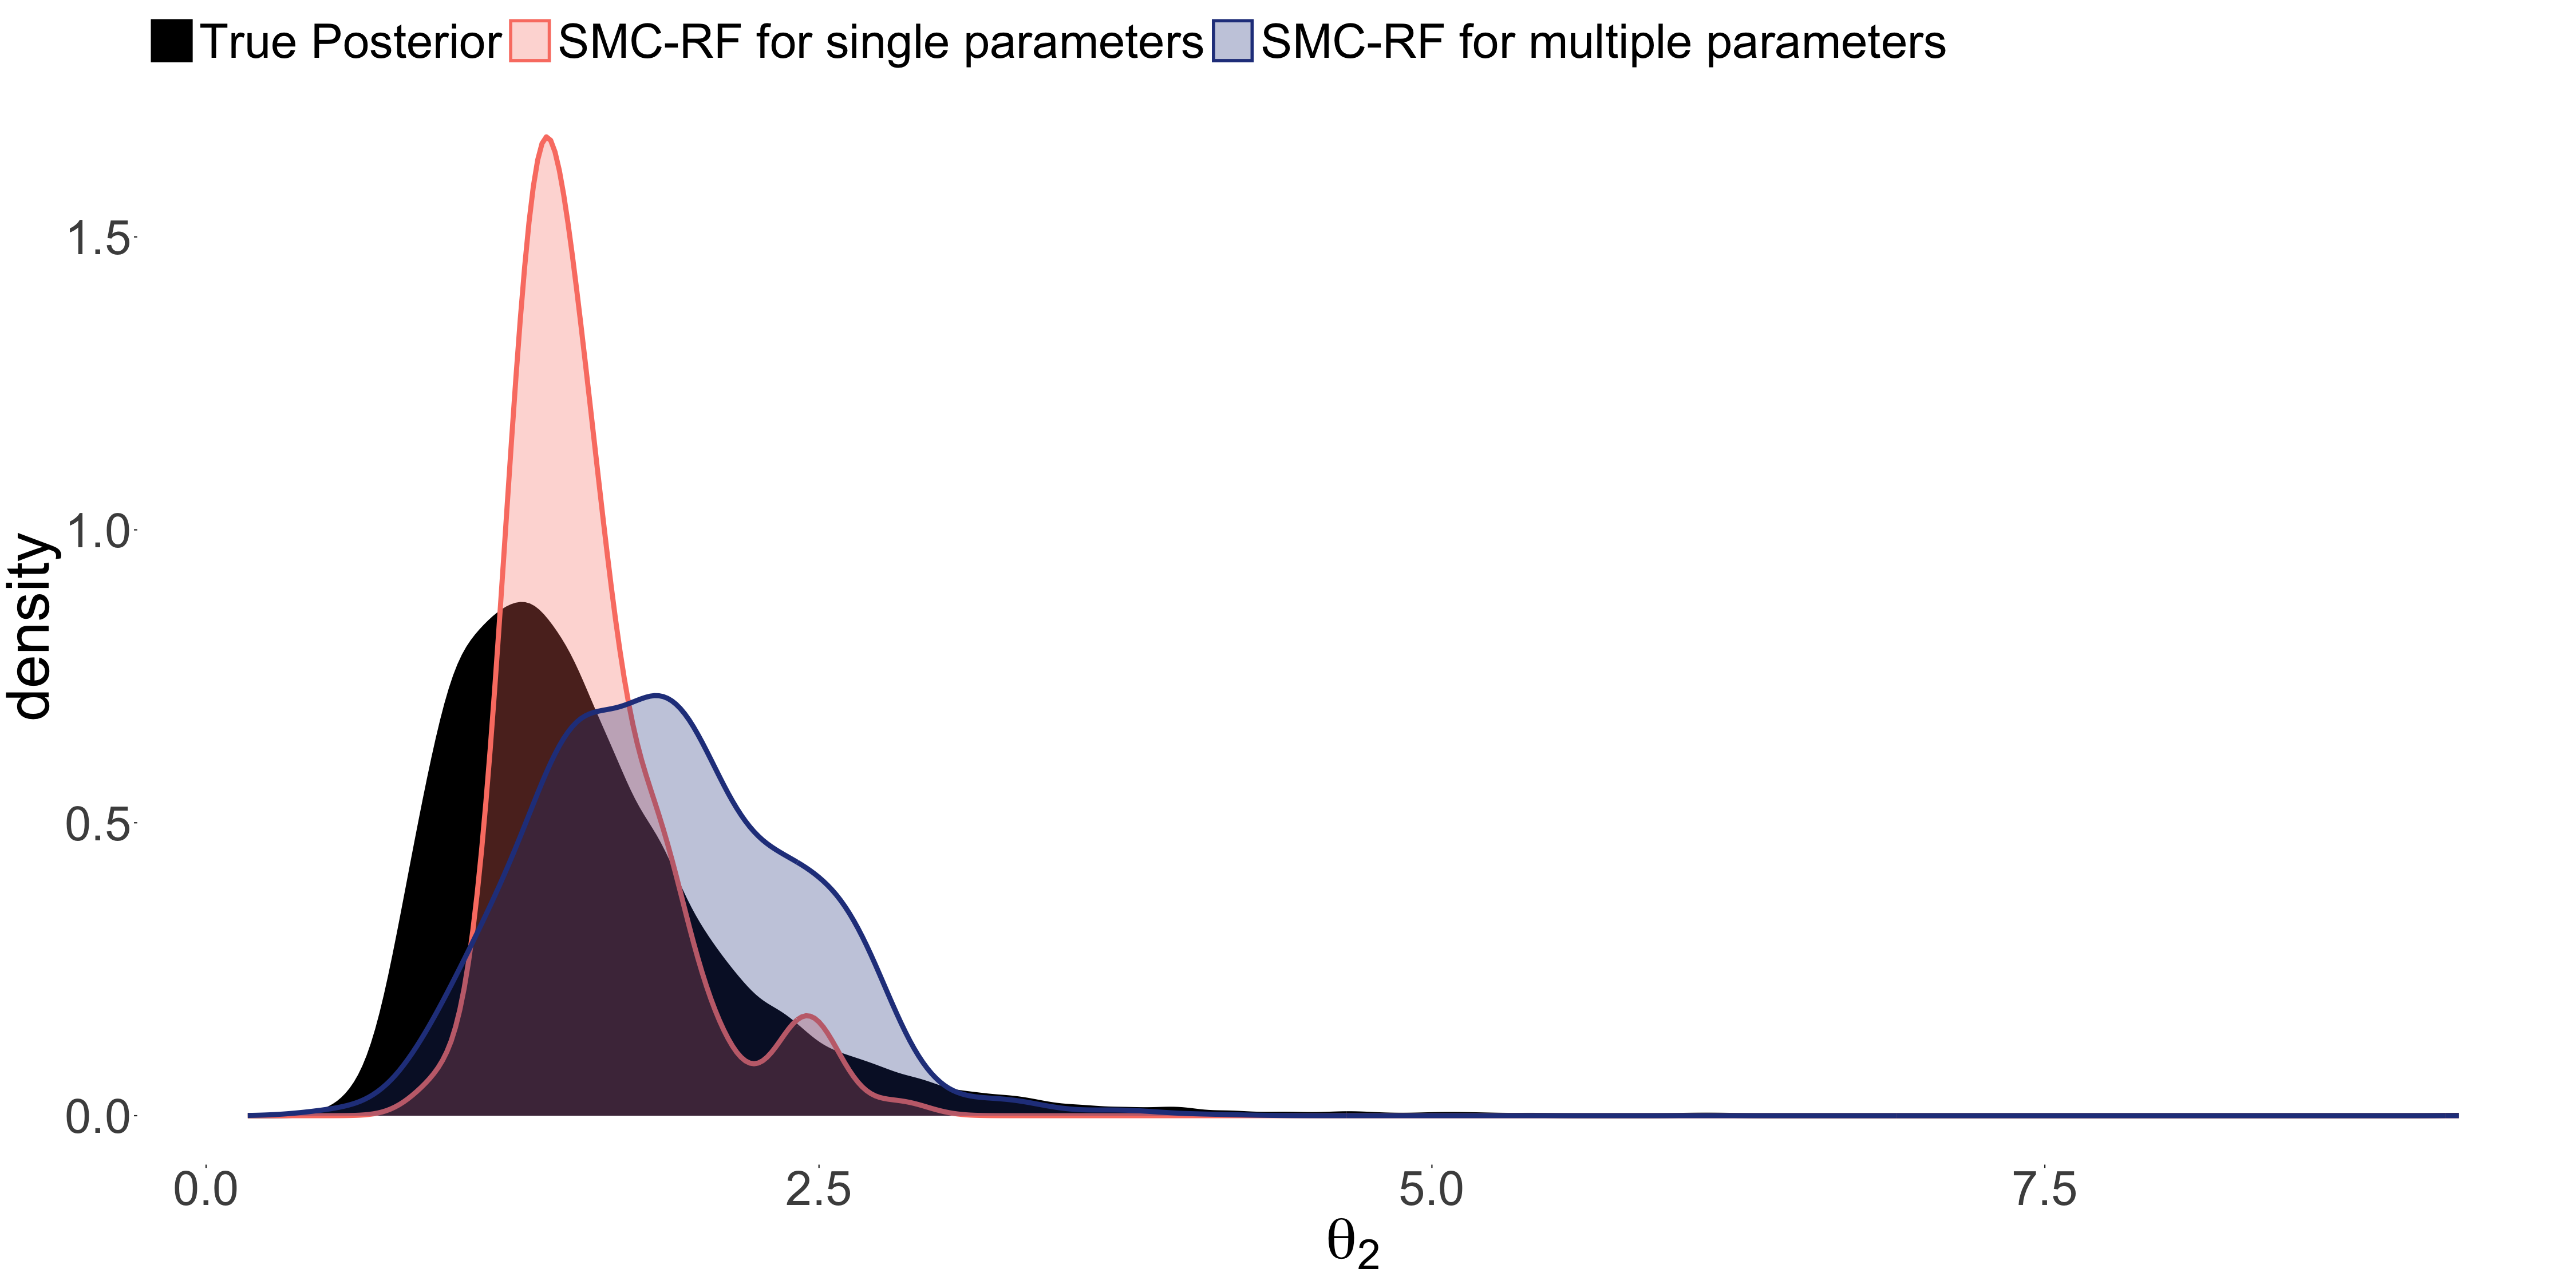 True Posterior SMC-RF for single parameters SMC-RF for multiple parameters
1.5
1.0
0.5
0.0
density
0.0 2.5 5.0 7.5
θ₂